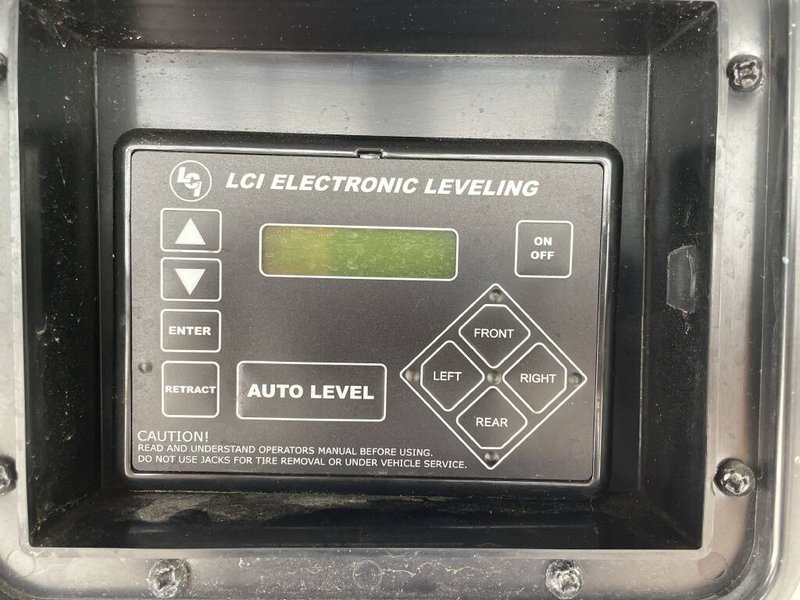 LCI
LCI ELECTRONIC LEVELING
ON
OFF
ENTER
RETRACT
AUTO LEVEL
FRONT
LEFT
RIGHT
REAR
CAUTION!
READ AND UNDERSTAND OPERATORS MANUAL BEFORE USING.
DO NOT USE JACKS FOR TIRE REMOVAL OR UNDER VEHICLE SERVICE.